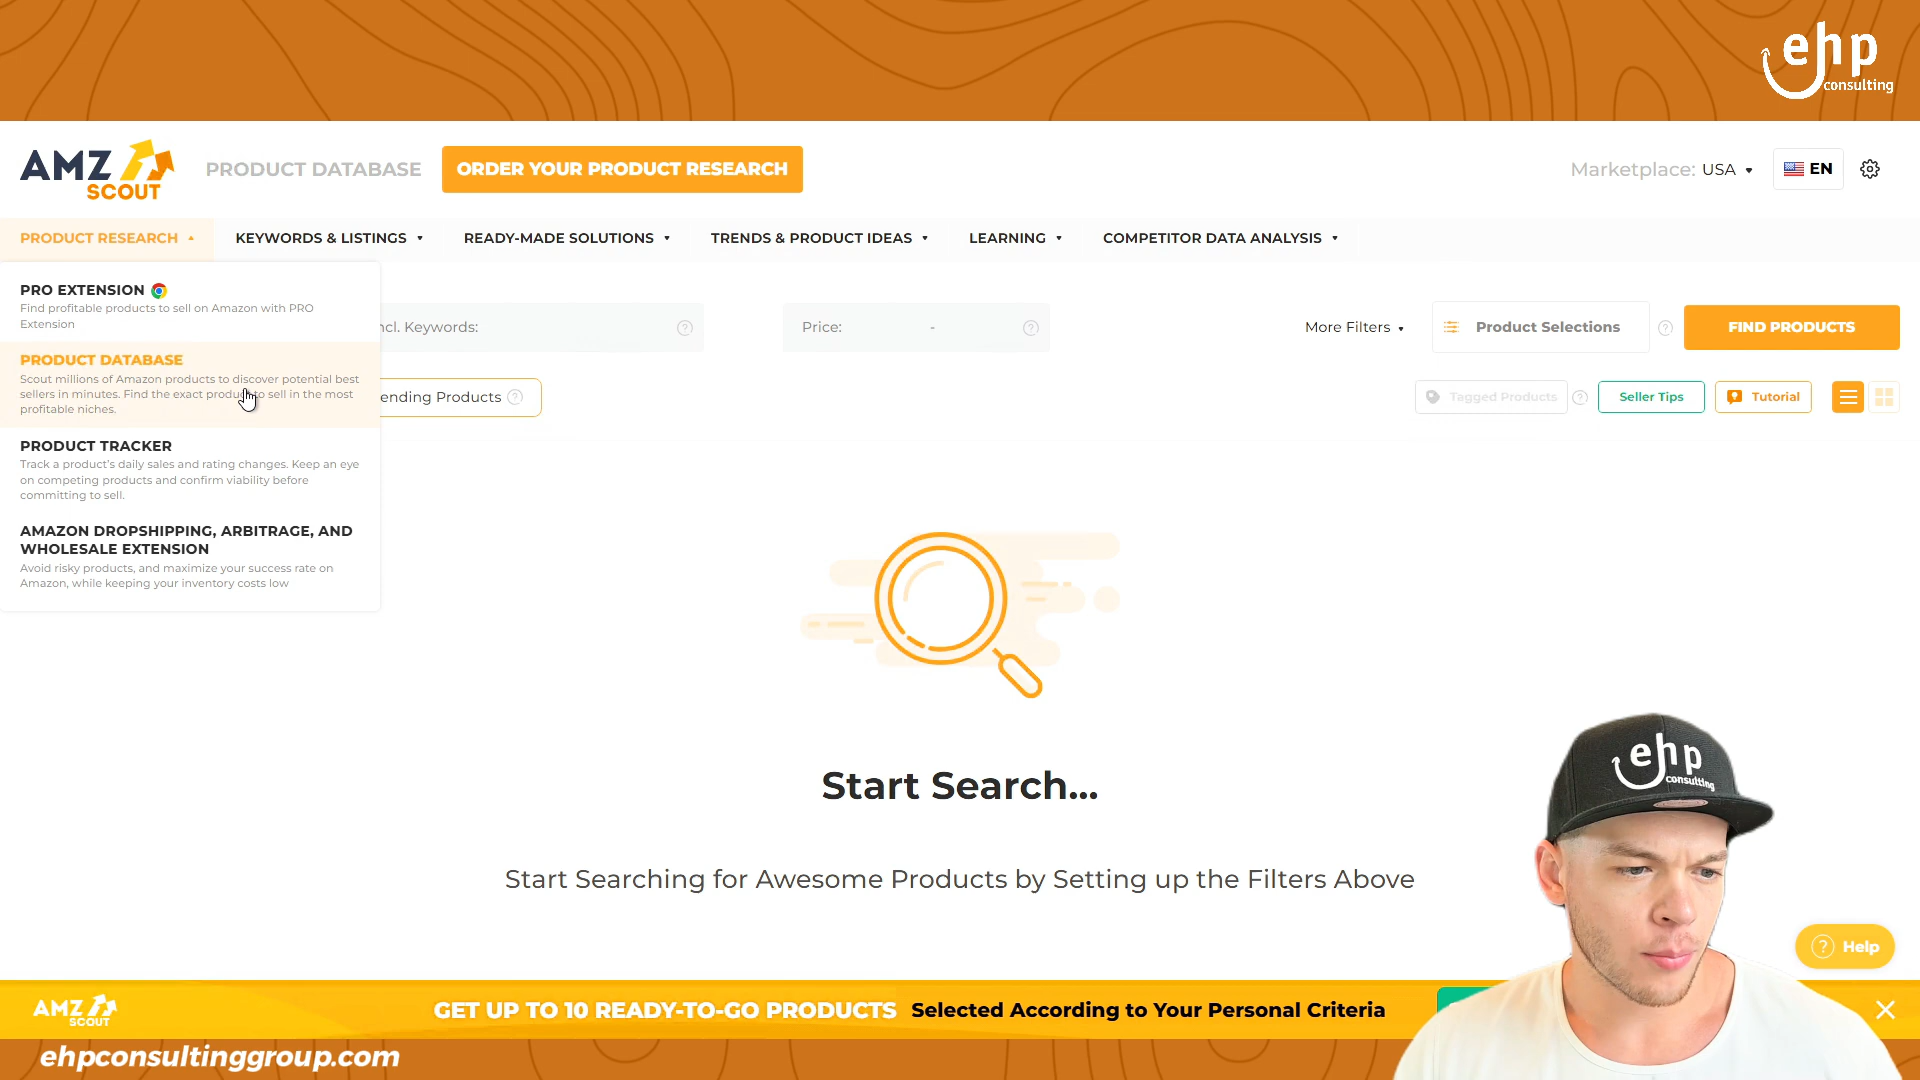 ehp
consulting
AMZ
SCOUT
PRODUCT DATABASE
ORDER YOUR PRODUCT RESEARCH
Marketplace: USA
EN
PRODUCT RESEARCH
KEYWORDS & LISTINGS
READY-MADE SOLUTIONS
TRENDS & PRODUCT IDEAS
LEARNING
COMPETITOR DATA ANALYSIS
PRO EXTENSION
Find profitable products to sell on Amazon with PRO
Extension
PRODUCT DATABASE
Scout millions of Amazon products to discover potential best
sellers in minutes. Find the exact product to sell in the most
profitable niches.
PRODUCT TRACKER
Track a product's daily sales and rating changes. Keep an eye
on competing products and confirm viability before
committing to sell.
AMAZON DROPSHIPPING, ARBITRAGE, AND
WHOLESALE EXTENSION
Avoid risky products, and maximize your success rate on
Amazon, while keeping your inventory costs low
ncl. Keywords:
Price: -
More Filters
Product Selections
FIND PRODUCTS
ending Products
Tagged Products
Seller Tips
Tutorial
Start Search...
Start Searching for Awesome Products by Setting up the Filters Above
ehp
consulting
Help
AMZ
SCOUT
GET UP TO 10 READY-TO-GO PRODUCTS Selected According to Your Personal Criteria
ehpconsultinggroup.com